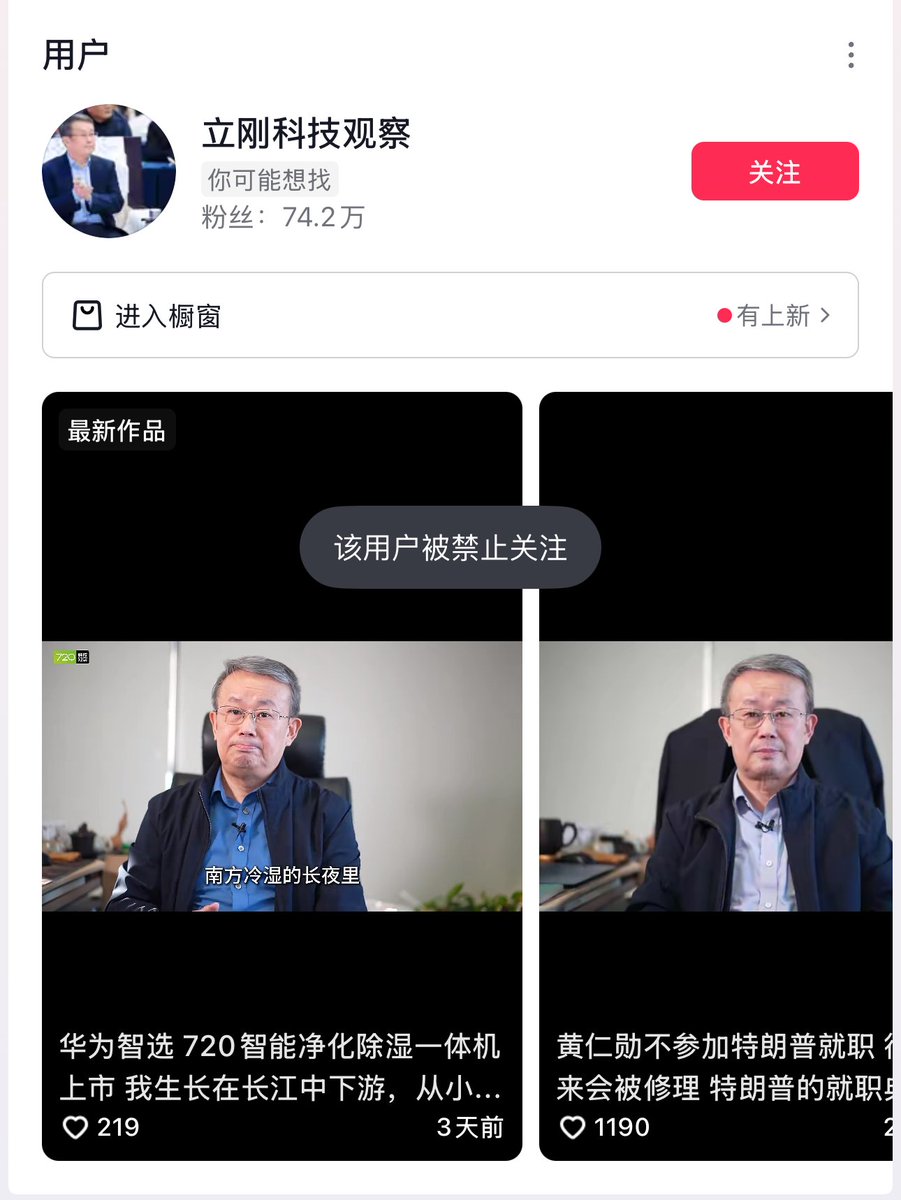 用户
立刚科技观察
你可能想找
粉丝：74.2万
关注
进入橱窗
有上新
最新作品
该用户被禁止关注
720
南方冷湿的长夜里
华为智选 720智能净化除湿一体机
上市 我生长在长江中下游，从小...
219
3天前
黄仁勋不参加特朗普就职
来会被修理 特朗普的就职
1190
2